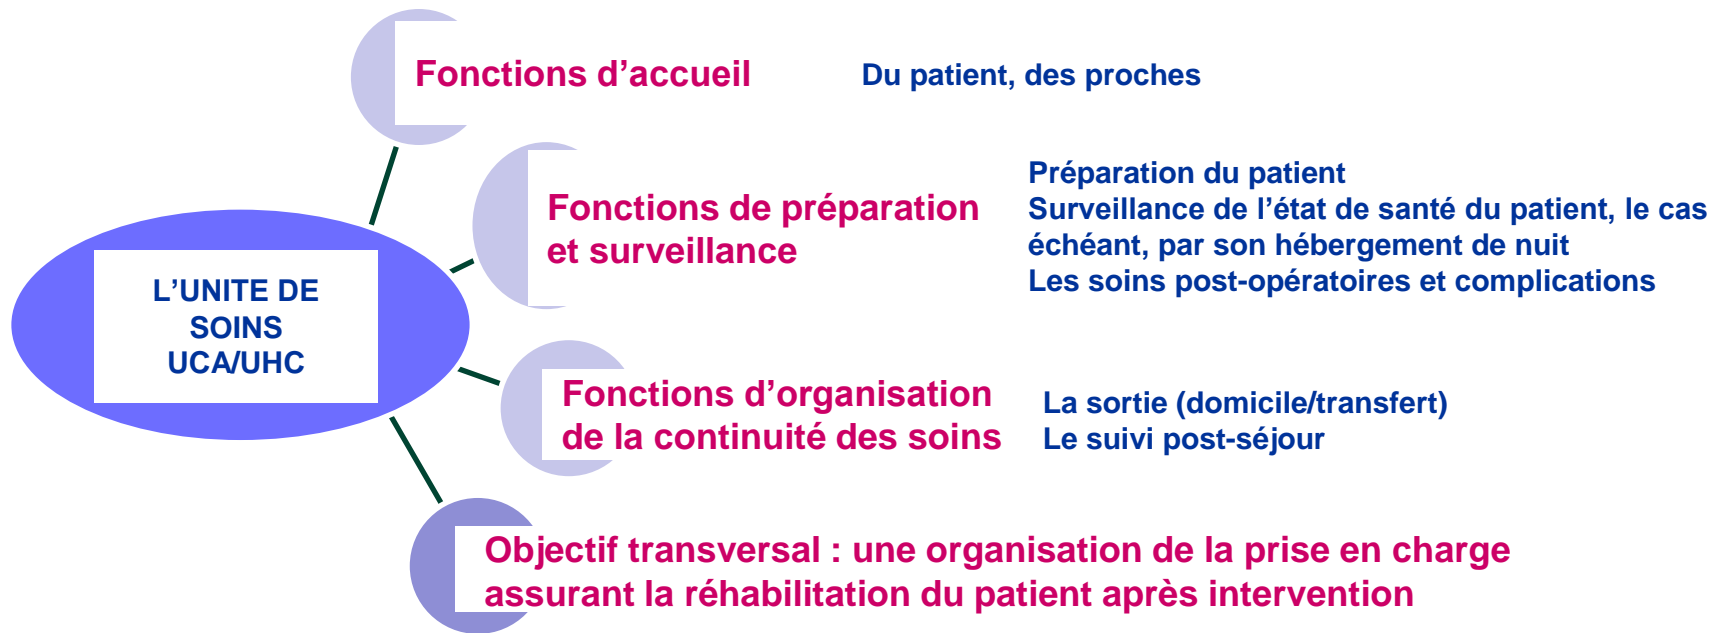 Fonctions d’accueil
Du patient, des proches
Fonctions de préparation
et surveillance
Préparation du patient
Surveillance de l’état de santé du patient, le cas
échéant, par son hébergement de nuit
Les soins post-opératoires et complications
L’UNITE DE
SOINS
UCA/UHC
Fonctions d’organisation
de la continuité des soins
La sortie (domicile/transfert)
Le suivi post-séjour
Objectif transversal : une organisation de la prise en charge
assurant la réhabilitation du patient après intervention